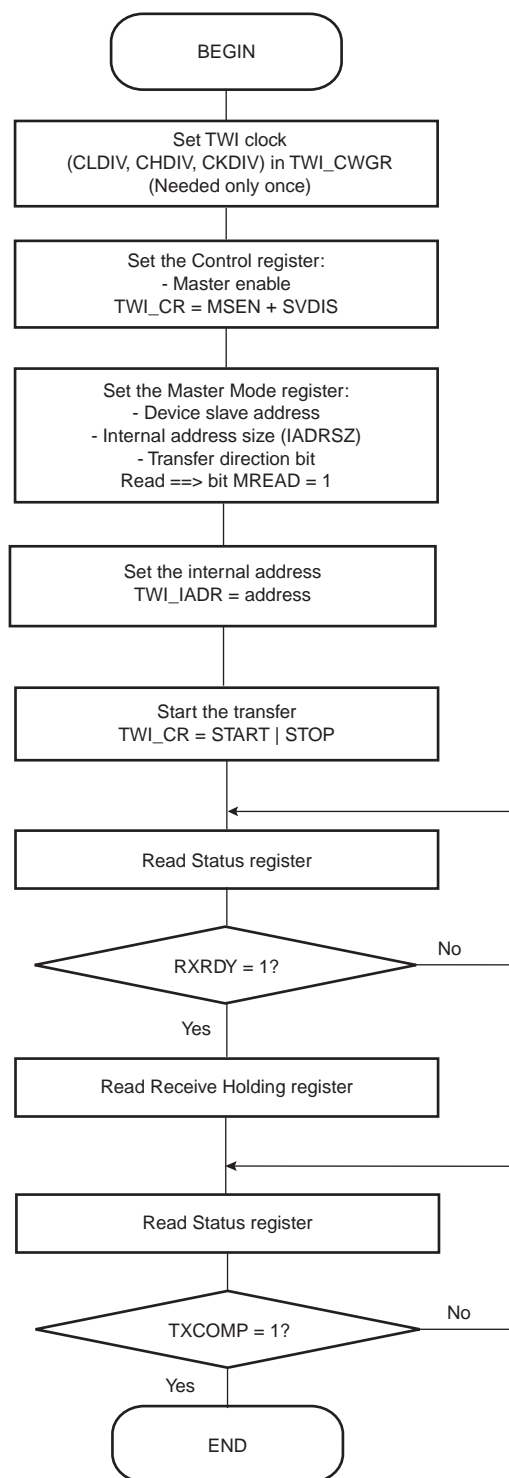 BEGIN
Set TWI clock
(CLDIV, CHDIV, CKDIV) in TWI_CWGR
(Needed only once)
Set the Control register:
- Master enable
TWI_CR = MSEN + SVDIS
Set the Master Mode register:
- Device slave address
- Internal address size (IADRSZ)
- Transfer direction bit
Read ==> bit MREAD = 1
Set the internal address
TWI_IADR = address
Start the transfer
TWI_CR = START | STOP
Read Status register
RXRDY = 1?
No
Yes
Read Receive Holding register
Read Status register
TXCOMP = 1?
No
Yes
END